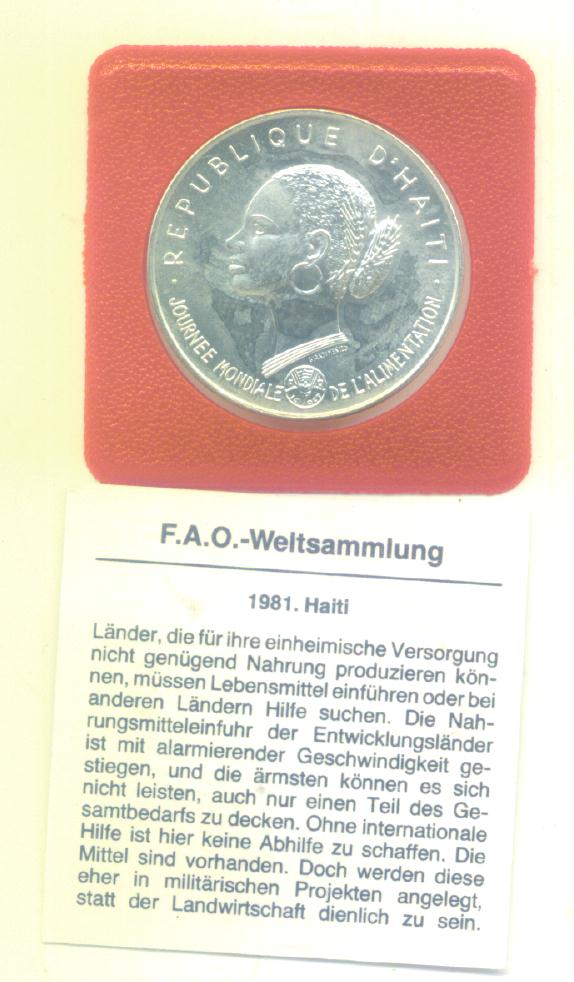 · REPUBLIQUE D'HAITI ·
JOURNEE MONDIALE DE L'ALIMENTATION
F.A.O.-Weltsammlung
1981. Haiti
Länder, die für ihre einheimische Versorgung
nicht genügend Nahrung produzieren kön-
nen, müssen Lebensmittel einführen oder bei
anderen Ländern Hilfe suchen. Die Nah-
rungsmitteleinfuhr der Entwicklungsländer
ist mit alarmierender Geschwindigkeit ge-
stiegen, und die ärmsten können es sich
nicht leisten, auch nur einen Teil des Ge-
samtbedarfs zu decken. Ohne internationale
Hilfe ist hier keine Abhilfe zu schaffen. Die
Mittel sind vorhanden. Doch werden diese
eher in militärischen Projekten angelegt,
statt der Landwirtschaft dienlich zu sein.